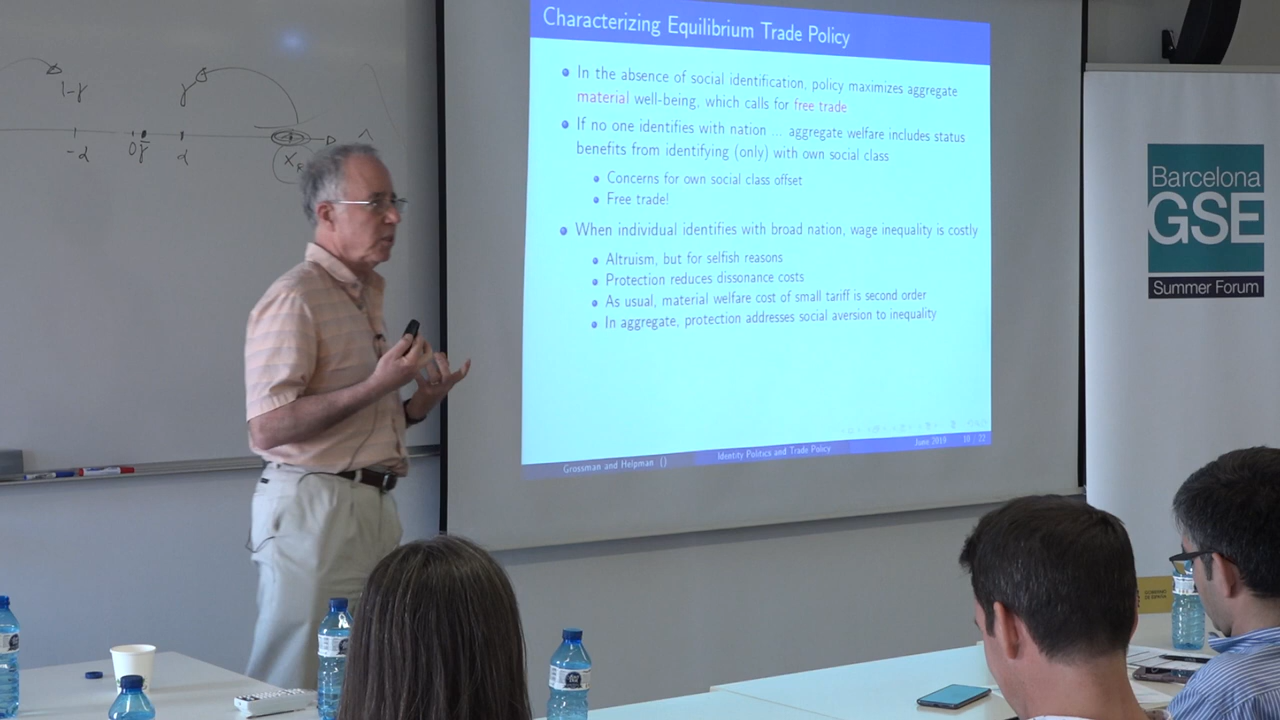 Characterizing Equilibrium Trade Policy
In the absence of social identification, policy maximizes aggregate
material well-being, which calls for free trade
If no one identifies with nation ... aggregate welfare includes status
benefits from identifying (only) with own social class
Concerns for own social class offset
Free trade!
When individual identifies with broad nation, wage inequality is costly
Altruism, but for selfish reasons
Protection reduces dissonance costs
As usual, material welfare cost of small tariff is second order
In aggregate, protection addresses social aversion to inequality
Grossman and Helpman ()
Identity Politics and Trade Policy
June 2019
10 / 22
1-γ
γ
-α
α
Barcelona
GSE
Summer Forum
GOBIERNO
DE ESPAÑA